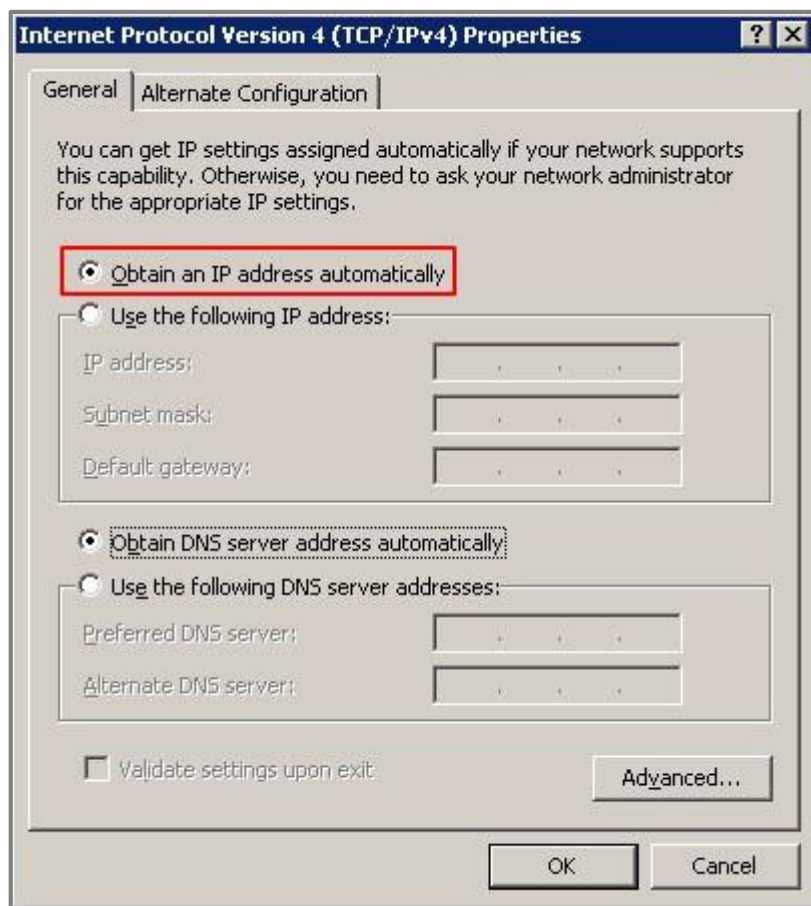 Internet Protocol Version 4 (TCP/IPv4) Properties
General
Alternate Configuration
You can get IP settings assigned automatically if your network supports
this capability. Otherwise, you need to ask your network administrator
for the appropriate IP settings.
Obtain an IP address automatically
Use the following IP address:
IP address:
Subnet mask:
Default gateway:
Obtain DNS server address automatically
Use the following DNS server addresses:
Preferred DNS server:
Alternate DNS server:
Validate settings upon exit
Advanced...
OK
Cancel